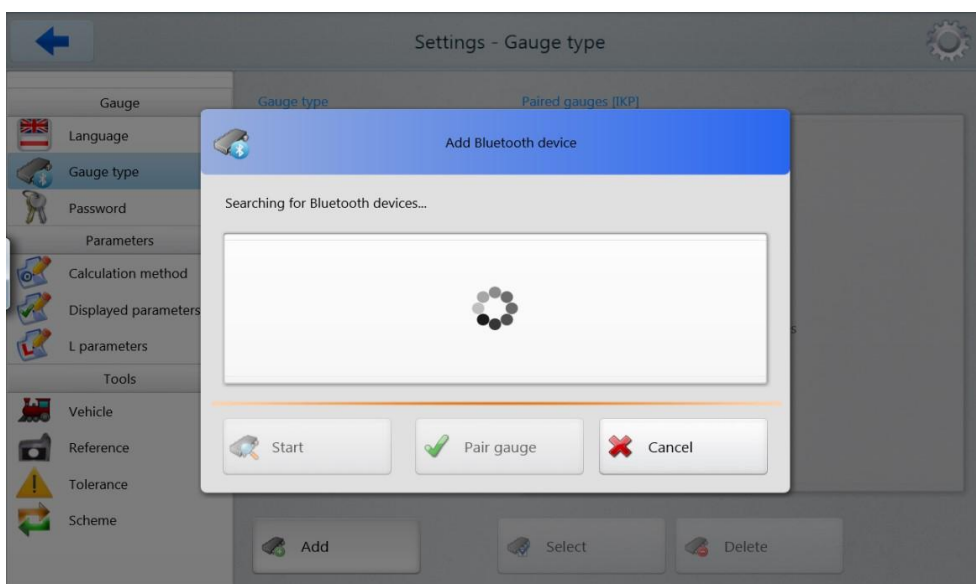 Settings - Gauge type
Gauge
Language
Gauge type
Password
Parameters
Calculation method
Displayed parameters
L parameters
Tools
Vehicle
Reference
Tolerance
Scheme
Gauge type
Paired gauges [IKP]
Add Bluetooth device
Searching for Bluetooth devices...
Start
Pair gauge
Cancel
Add
Select
Delete